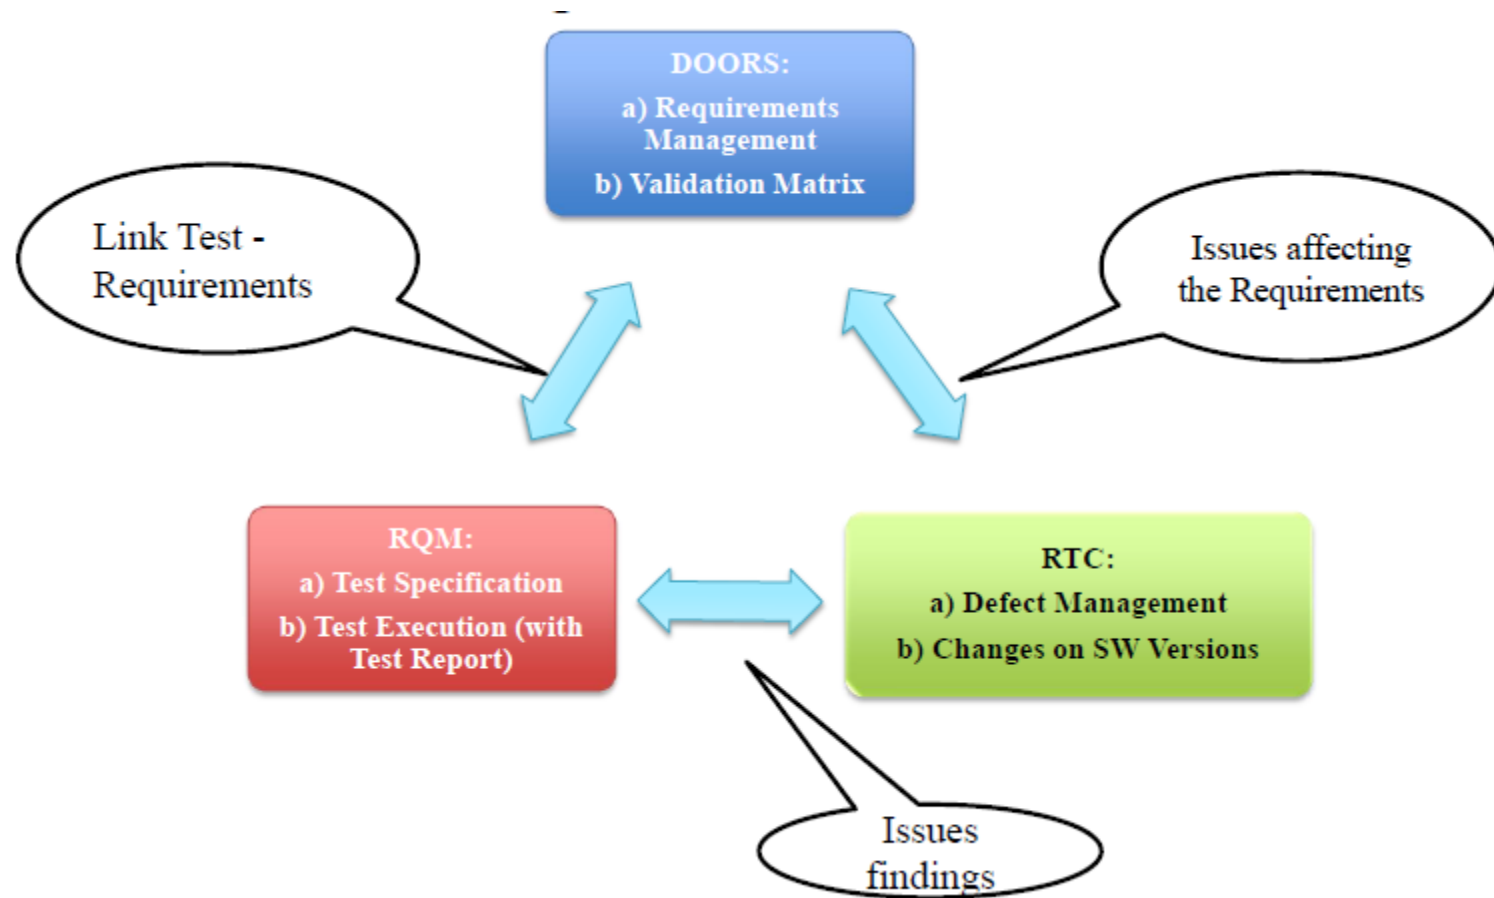 DOORS:
a) Requirements
Management
b) Validation Matrix
Link Test -
Requirements
Issues affecting
the Requirements
RQM:
a) Test Specification
b) Test Execution (with
Test Report)
RTC:
a) Defect Management
b) Changes on SW Versions
Issues
findings